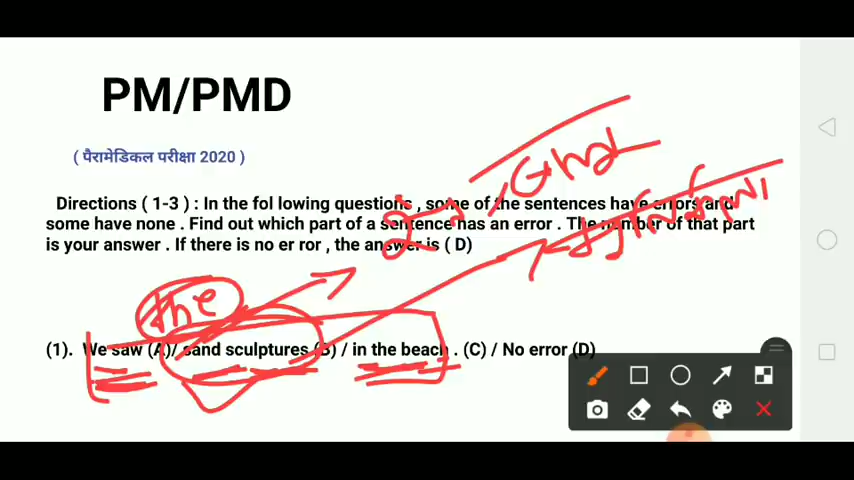 PM/PMD
( पैरामेडिकल परीक्षा 2020 )
Directions ( 1-3 ) : In the fol lowing questions , some of the sentences have errors and
some have none . Find out which part of a sentence has an error . The number of that part
is your answer . If there is no er ror , the answer is ( D)
the
(1). We saw (A)/ sand sculptures (B) / in the beach . (C) / No error (D)